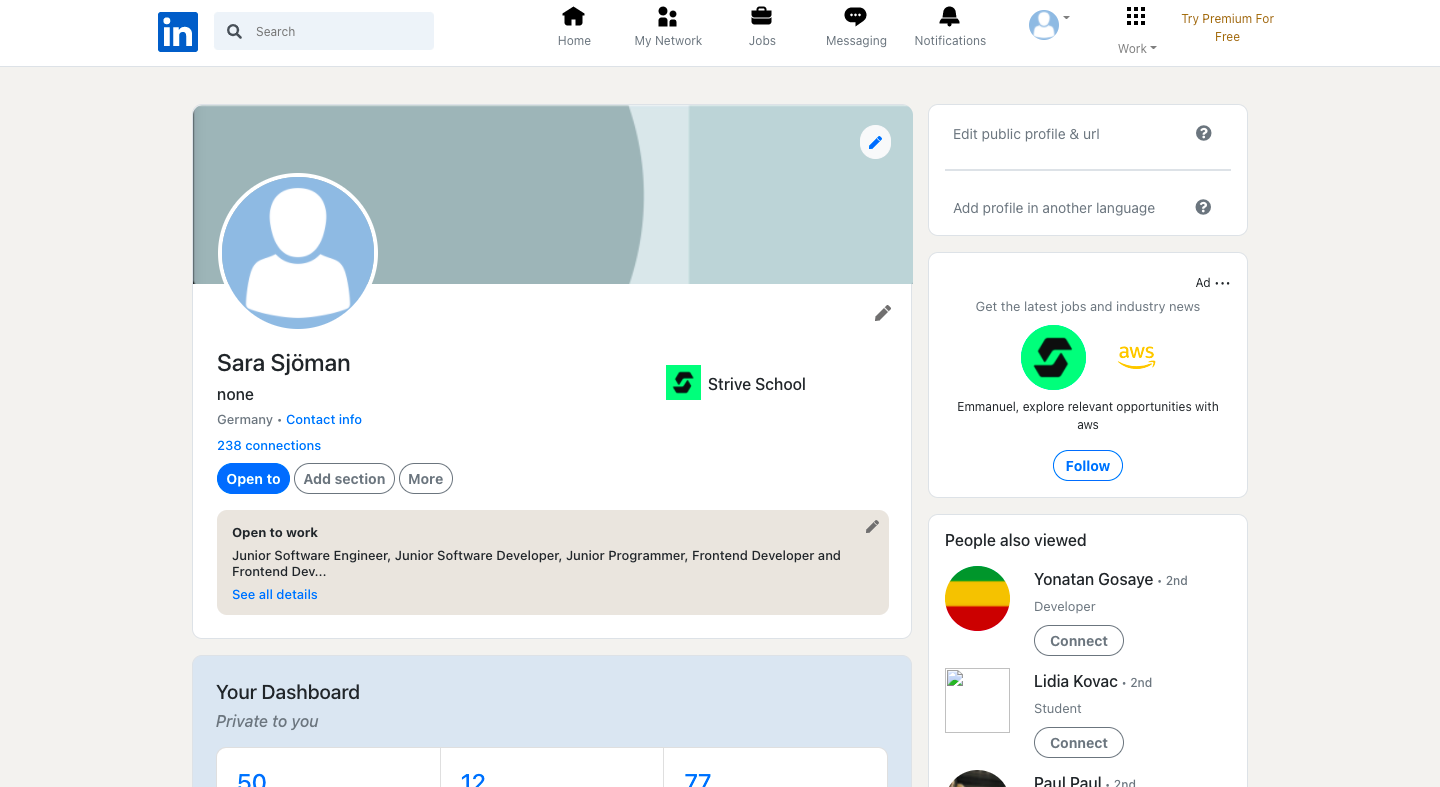 in
Search
Home
My Network
Jobs
Messaging
Notifications
Work
Try Premium For
Free
Sara Sjöman
none
Germany • Contact info
238 connections
Open to
Add section
More
Strive School
Open to work
Junior Software Engineer, Junior Software Developer, Junior Programmer, Frontend Developer and
Frontend Dev...
See all details
Your Dashboard
Private to you
50
12
77
Edit public profile & url
Add profile in another language
Ad
Get the latest jobs and industry news
aws
Emmanuel, explore relevant opportunities with
aws
Follow
People also viewed
Yonatan Gosaye • 2nd
Developer
Connect
Lidia Kovac • 2nd
Student
Connect
Paul Paul • 2nd